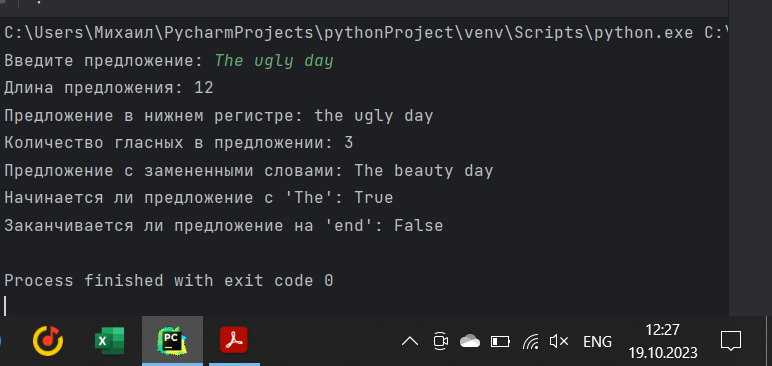 C:\Users\Михаил\PycharmProjects\pythonProject\venv\Scripts\python.exe C:\
Введите предложение: The ugly day
Длина предложения: 12
Предложение в нижнем регистре: the ugly day
Количество гласных в предложении: 3
Предложение с замененными словами: The beauty day
Начинается ли предложение с 'The': True
Заканчивается ли предложение на 'end': False
Process finished with exit code 0
X
PC
ENG
12:27
19.10.2023